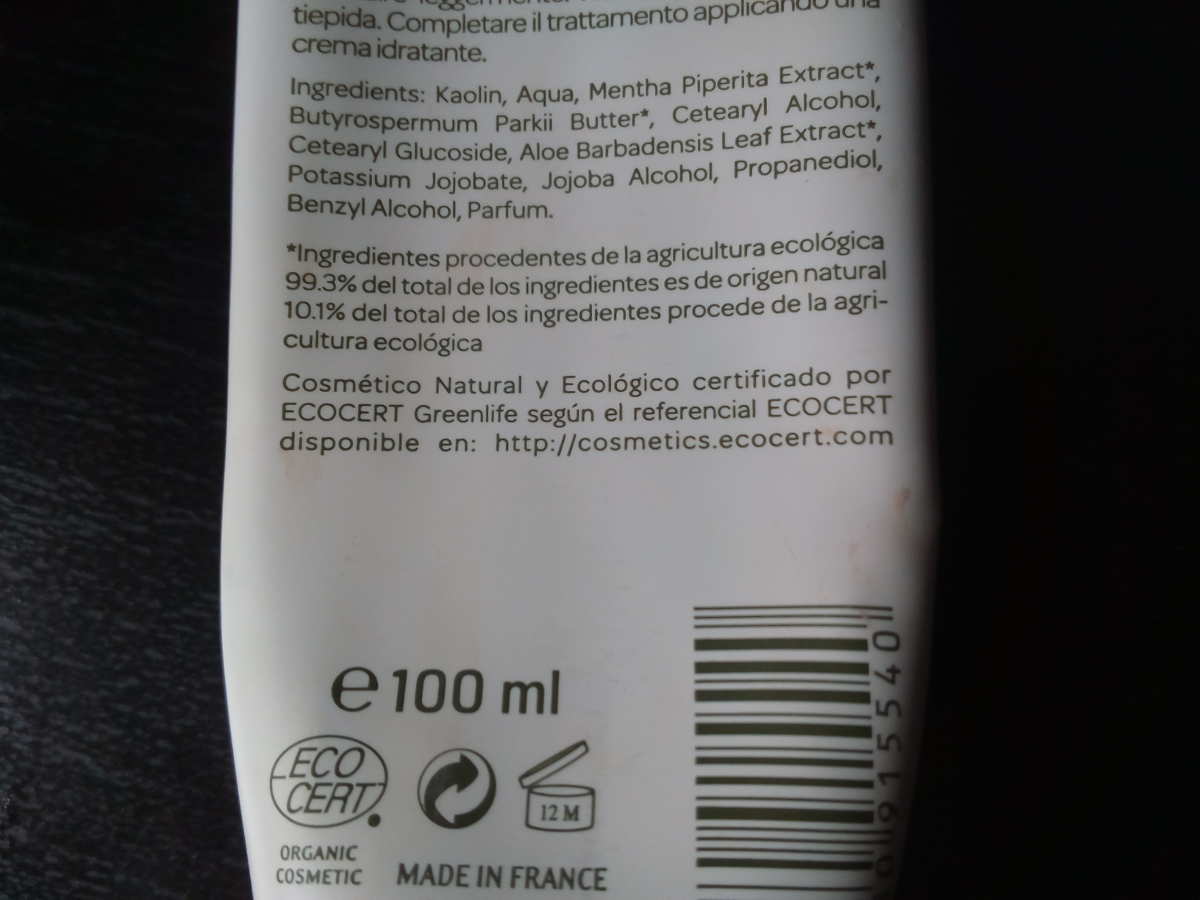 leggermente.
tiepida. Completare il trattamento applicando una
crema idratante.
Ingredients: Kaolin, Aqua, Mentha Piperita Extract*,
Butyrospermum Parkii Butter*, Cetearyl Alcohol,
Cetearyl Glucoside, Aloe Barbadensis Leaf Extract*,
Potassium Jojobate, Jojoba Alcohol, Propanediol,
Benzyl Alcohol, Parfum.
*Ingredientes procedentes de la agricultura ecológica
99.3% del total de los ingredientes es de origen natural
10.1% del total de los ingredientes procede de la agri-
cultura ecológica
Cosmético Natural y Ecológico certificado por
ECOCERT Greenlife según el referencial ECOCERT
disponible en: http://cosmetics.ecocert.com
e 100 ml
ECO
CERT
12 M
ORGANIC
COSMETIC
MADE IN FRANCE
0915540